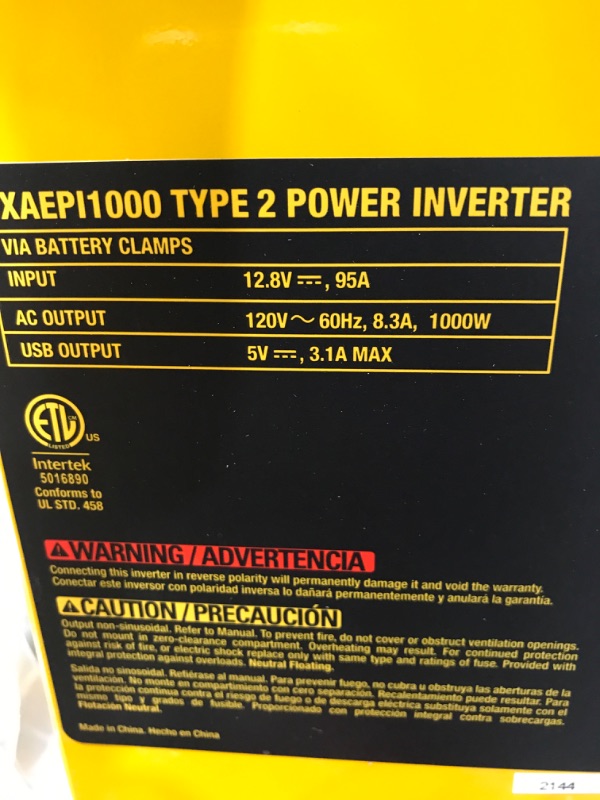 XAEPI1000 TYPE 2 POWER INVERTER
VIA BATTERY CLAMPS
INPUT 12.8V ⎓, 95A
AC OUTPUT 120V ~ 60Hz, 8.3A, 1000W
USB OUTPUT 5V ⎓, 3.1A MAX
ETL CM
LISTED US
Intertek
5016890
Conforms to
UL STD. 458
WARNING / ADVERTENCIA
Connecting this inverter in reverse polarity will permanently damage it and void the warranty.
Conectar este inversor con polaridad inversa lo dañará permanentemente y anulará la garantía.
CAUTION / PRECAUCIÓN
Output non-sinusoidal. Refer to Manual. To prevent fire, do not cover or obstruct ventilation openings.
Do not mount in zero-clearance compartment. Overheating may result. For continued protection
against risk of fire, or electric shock replace only with same type and ratings of fuse. Provided with
integral protection against overloads. Neutral Floating.
Salida no sinosoidal. Refiérase al manual. Para prevenir fuego, no cubra u obstuya las aberturas de la
ventilación. No monte en compartimiento con cero separación. Recalentamiento puede resultar. Para
la protección continua contra el riesgo de fuego o de descarga eléctrica substituya solamente con el
mismo tipo y grados de fusible. Proporcionado con protección integral contra sobrecargas.
Flotación Neutral.
Made in China. Hecho en China
2144